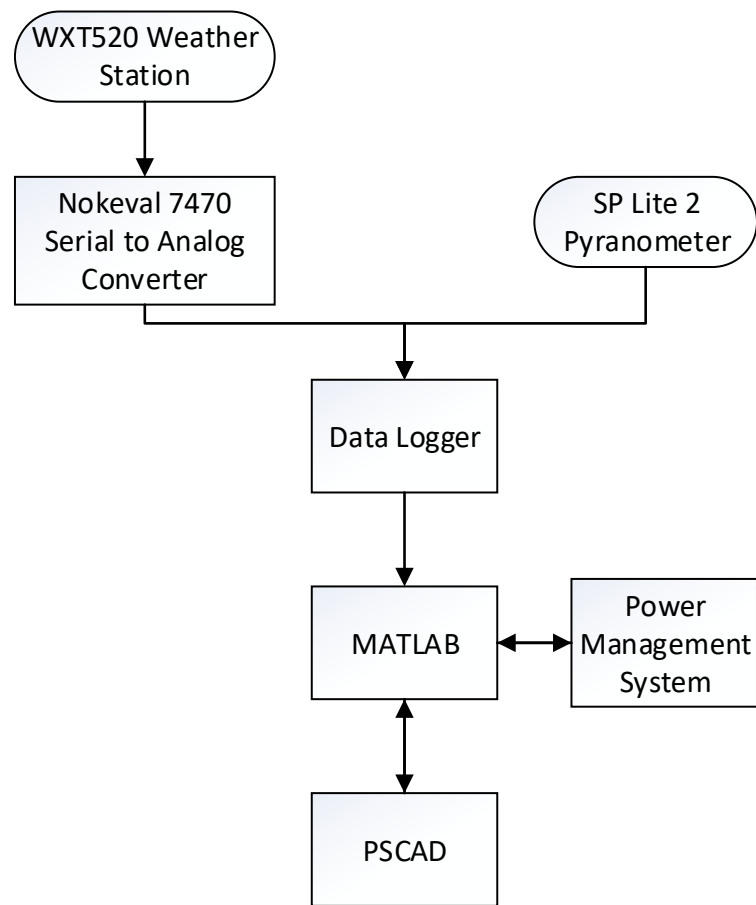 WXT520 Weather
Station
Nokeval 7470
Serial to Analog
Converter
SP Lite 2
Pyranometer
Data Logger
MATLAB
Power
Management
System
PSCAD